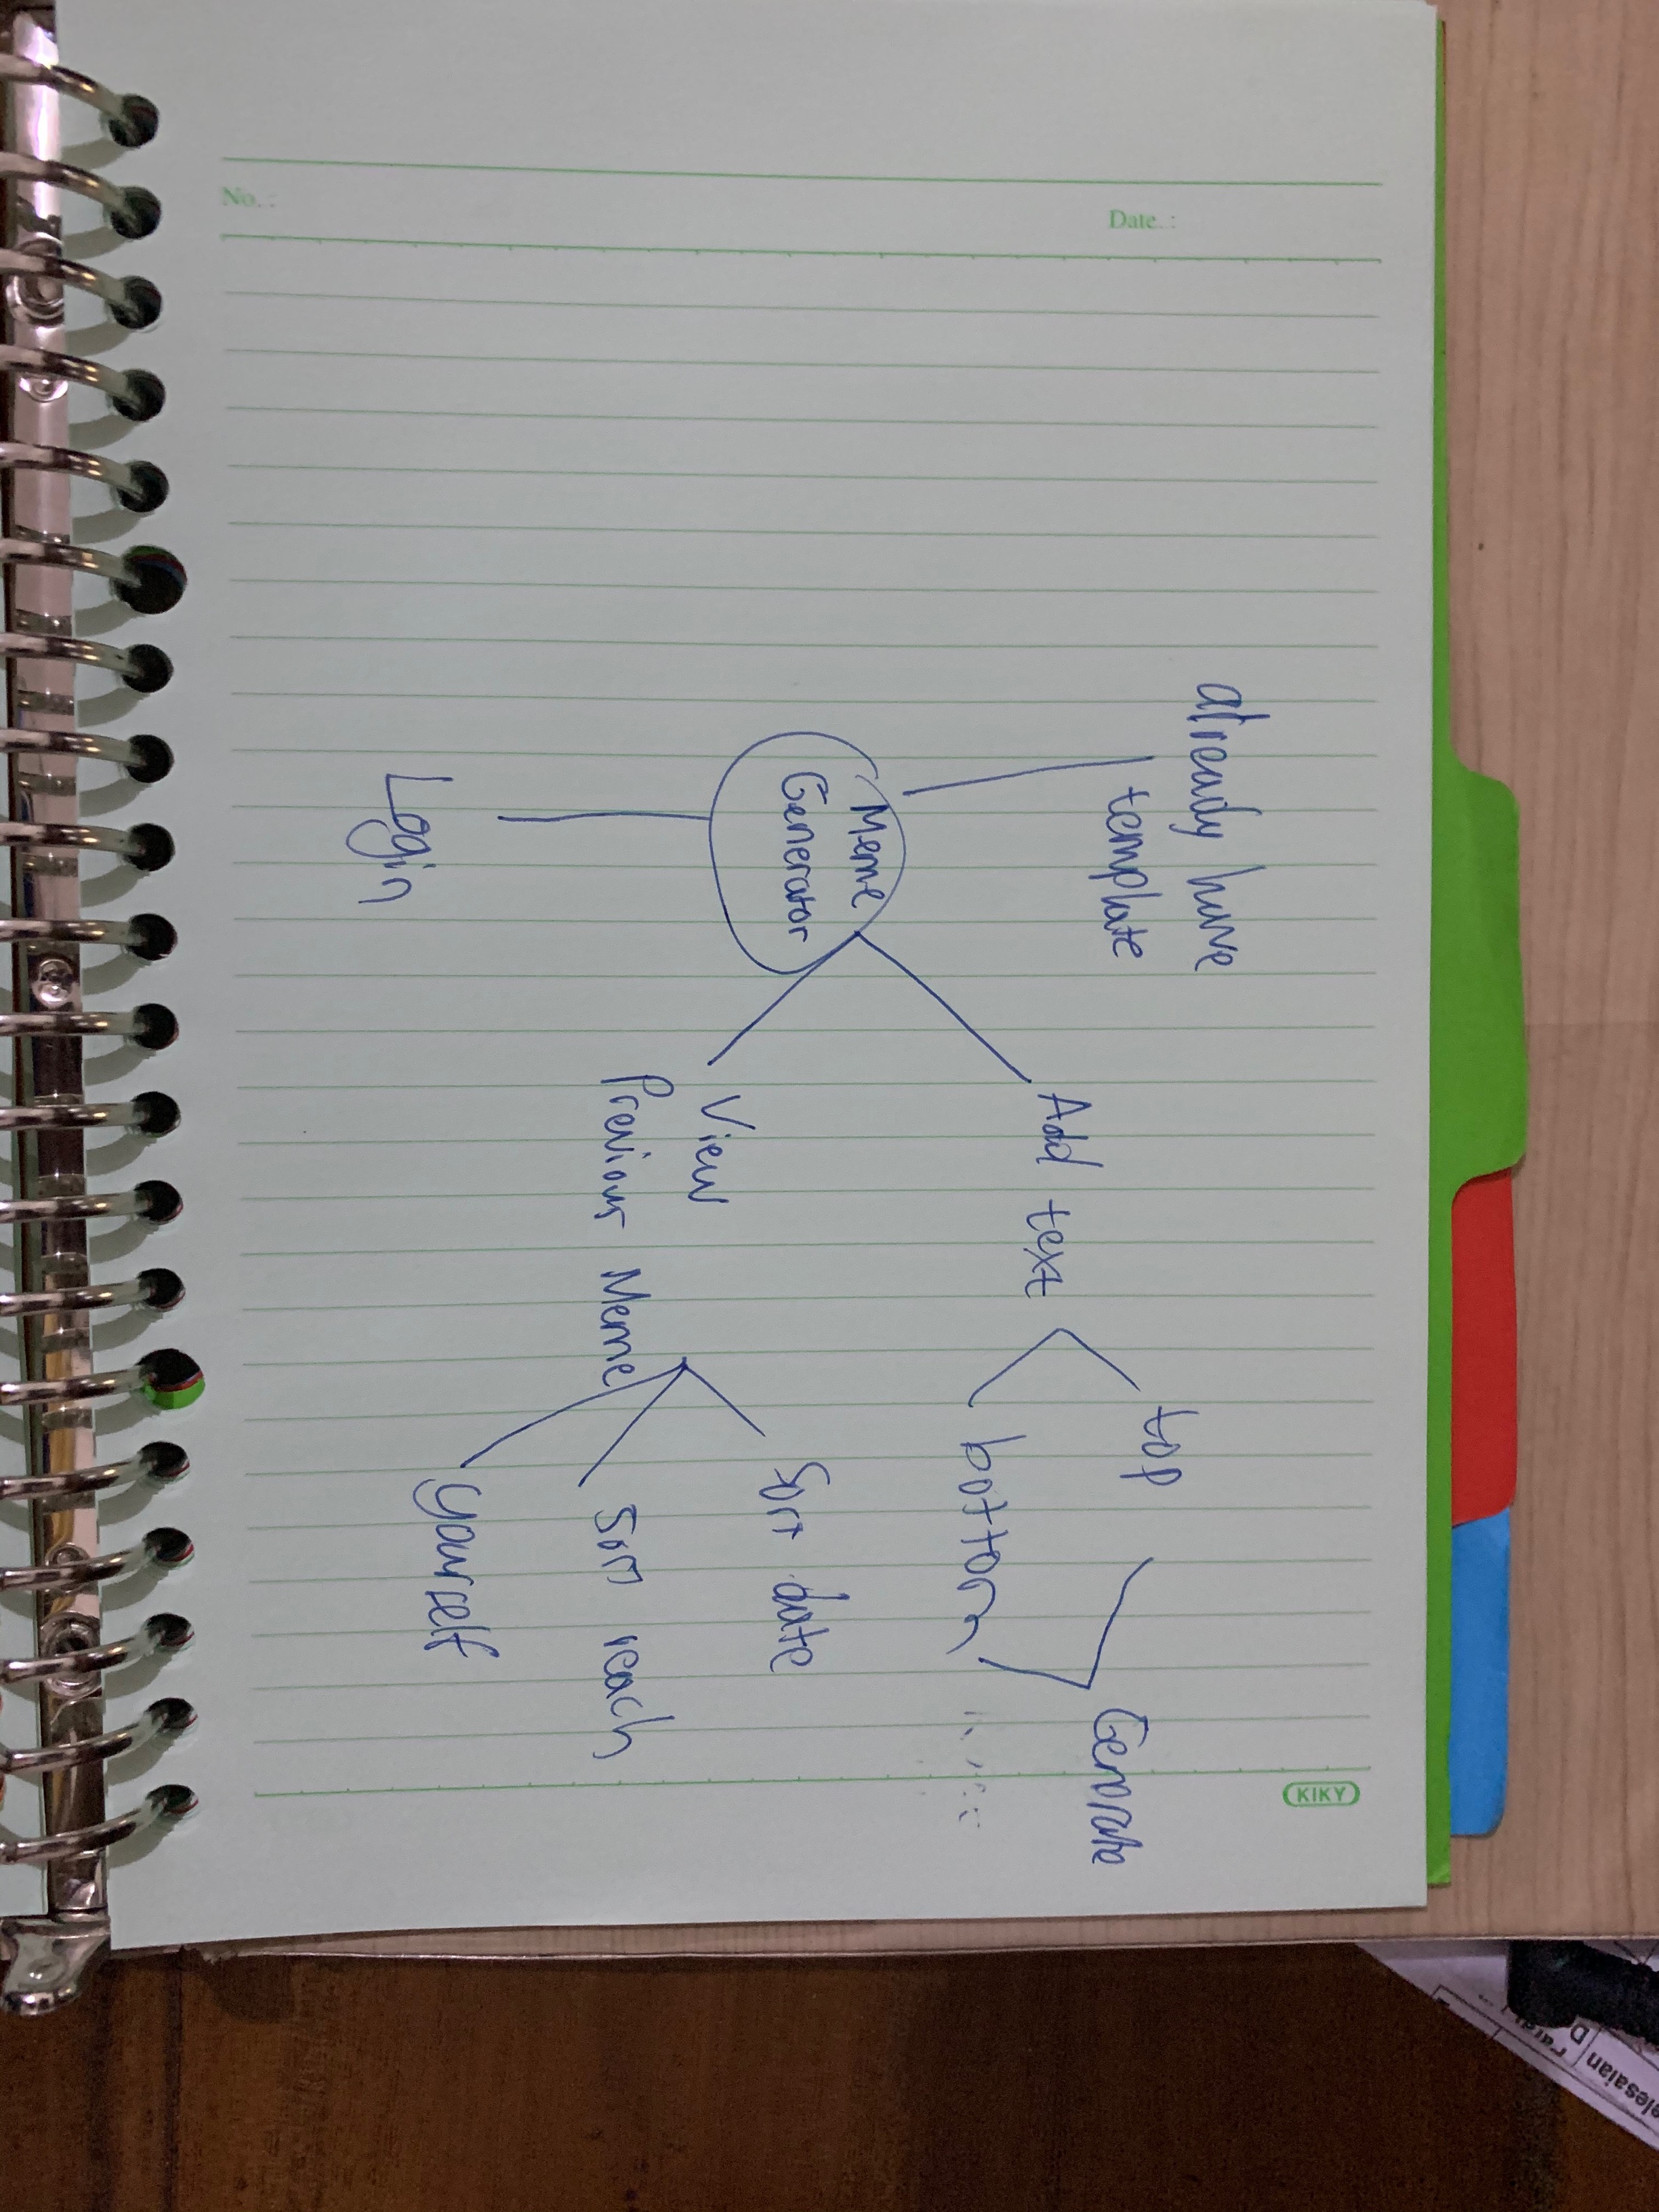 No. :
Date. :
already have
template
Meme
Generator
Login
Add text
top
bottom
Generate
View
Previous Meme
Sort date
Sort reach
yourself
KIKY